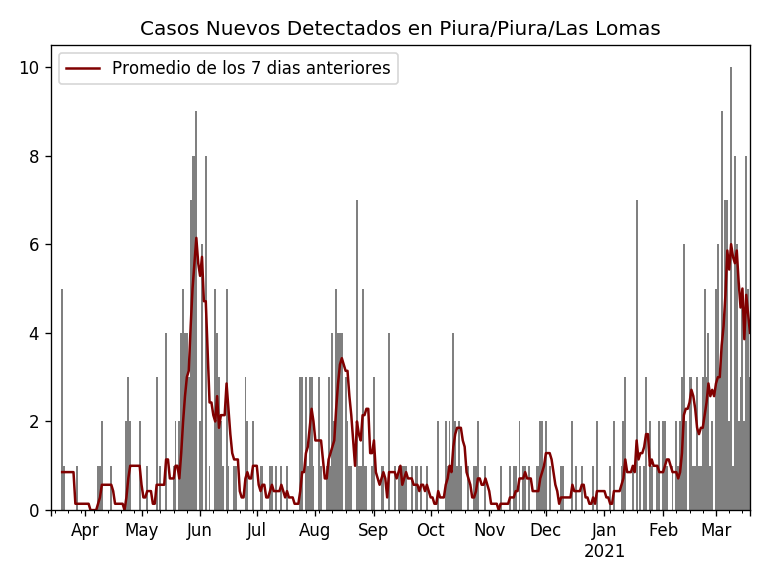 Casos Nuevos Detectados en Piura/Piura/Las Lomas
Promedio de los 7 dias anteriores
10
8
6
4
2
0
Apr May Jun Jul Aug Sep Oct Nov Dec Jan Feb Mar
2021